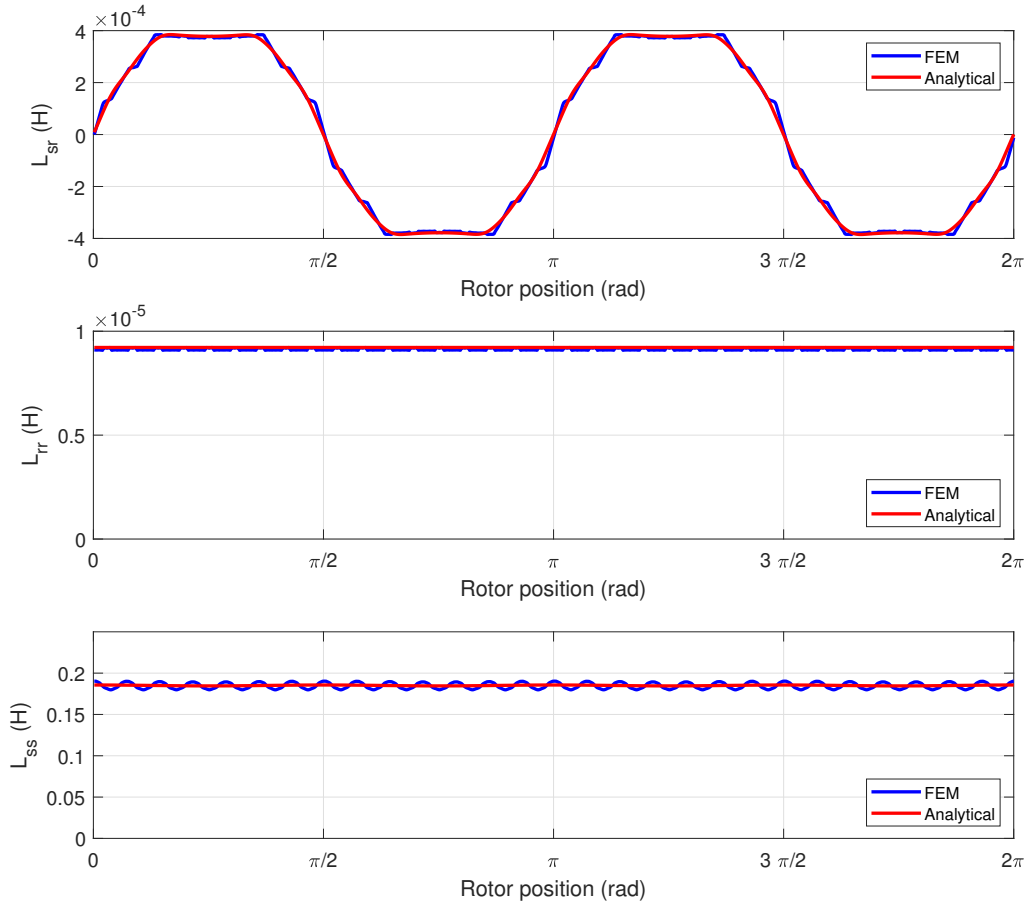 ×10⁻⁴
4
2
0
-2
-4
L_sr (H)
FEM
Analytical
0 π/2 π 3 π/2 2π
Rotor position (rad)
×10⁻⁵
1
0.5
0
L_rr (H)
FEM
Analytical
0 π/2 π 3 π/2 2π
Rotor position (rad)
0.2
0.15
0.1
0.05
0
L_ss (H)
FEM
Analytical
0 π/2 π 3 π/2 2π
Rotor position (rad)